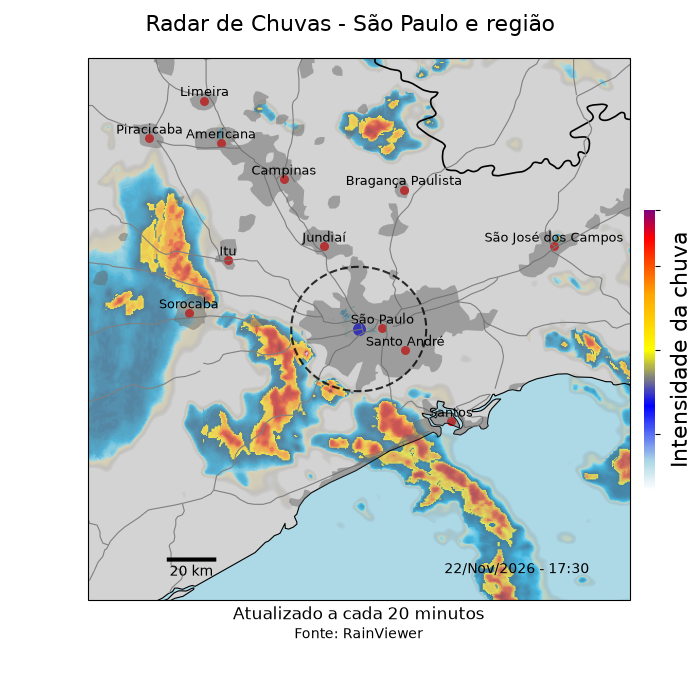 Radar de Chuvas - São Paulo e região
Limeira
Piracicaba
Americana
Campinas
Bragança Paulista
Itu
Jundiaí
São José dos Campos
Sorocaba
São Paulo
Santo André
Santos
Intensidade da chuva
20 km
22/Nov/2026 - 17:30
Atualizado a cada 20 minutos
Fonte: RainViewer